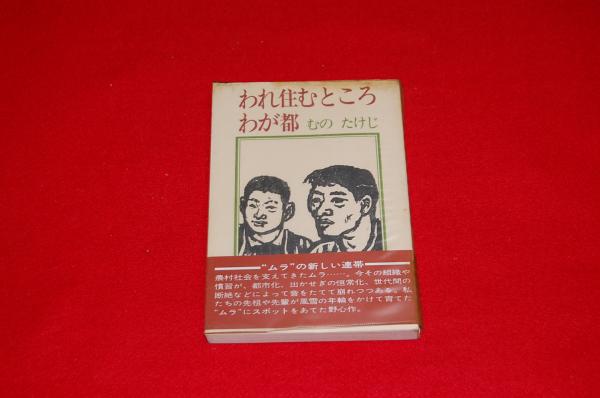 われ住むところ
わが都 むの たけじ
“ムラ”の新しい連帯
農村社会を支えてきたムラ……。今その組織や
慣習が、都市化、出かせぎの恒常化、世代間の
断絶などによって音をたてて崩れつつある。私
たちの先祖や先輩が風雪の年輪をかけて育てた
“ムラ”にスポットをあてた野心作。